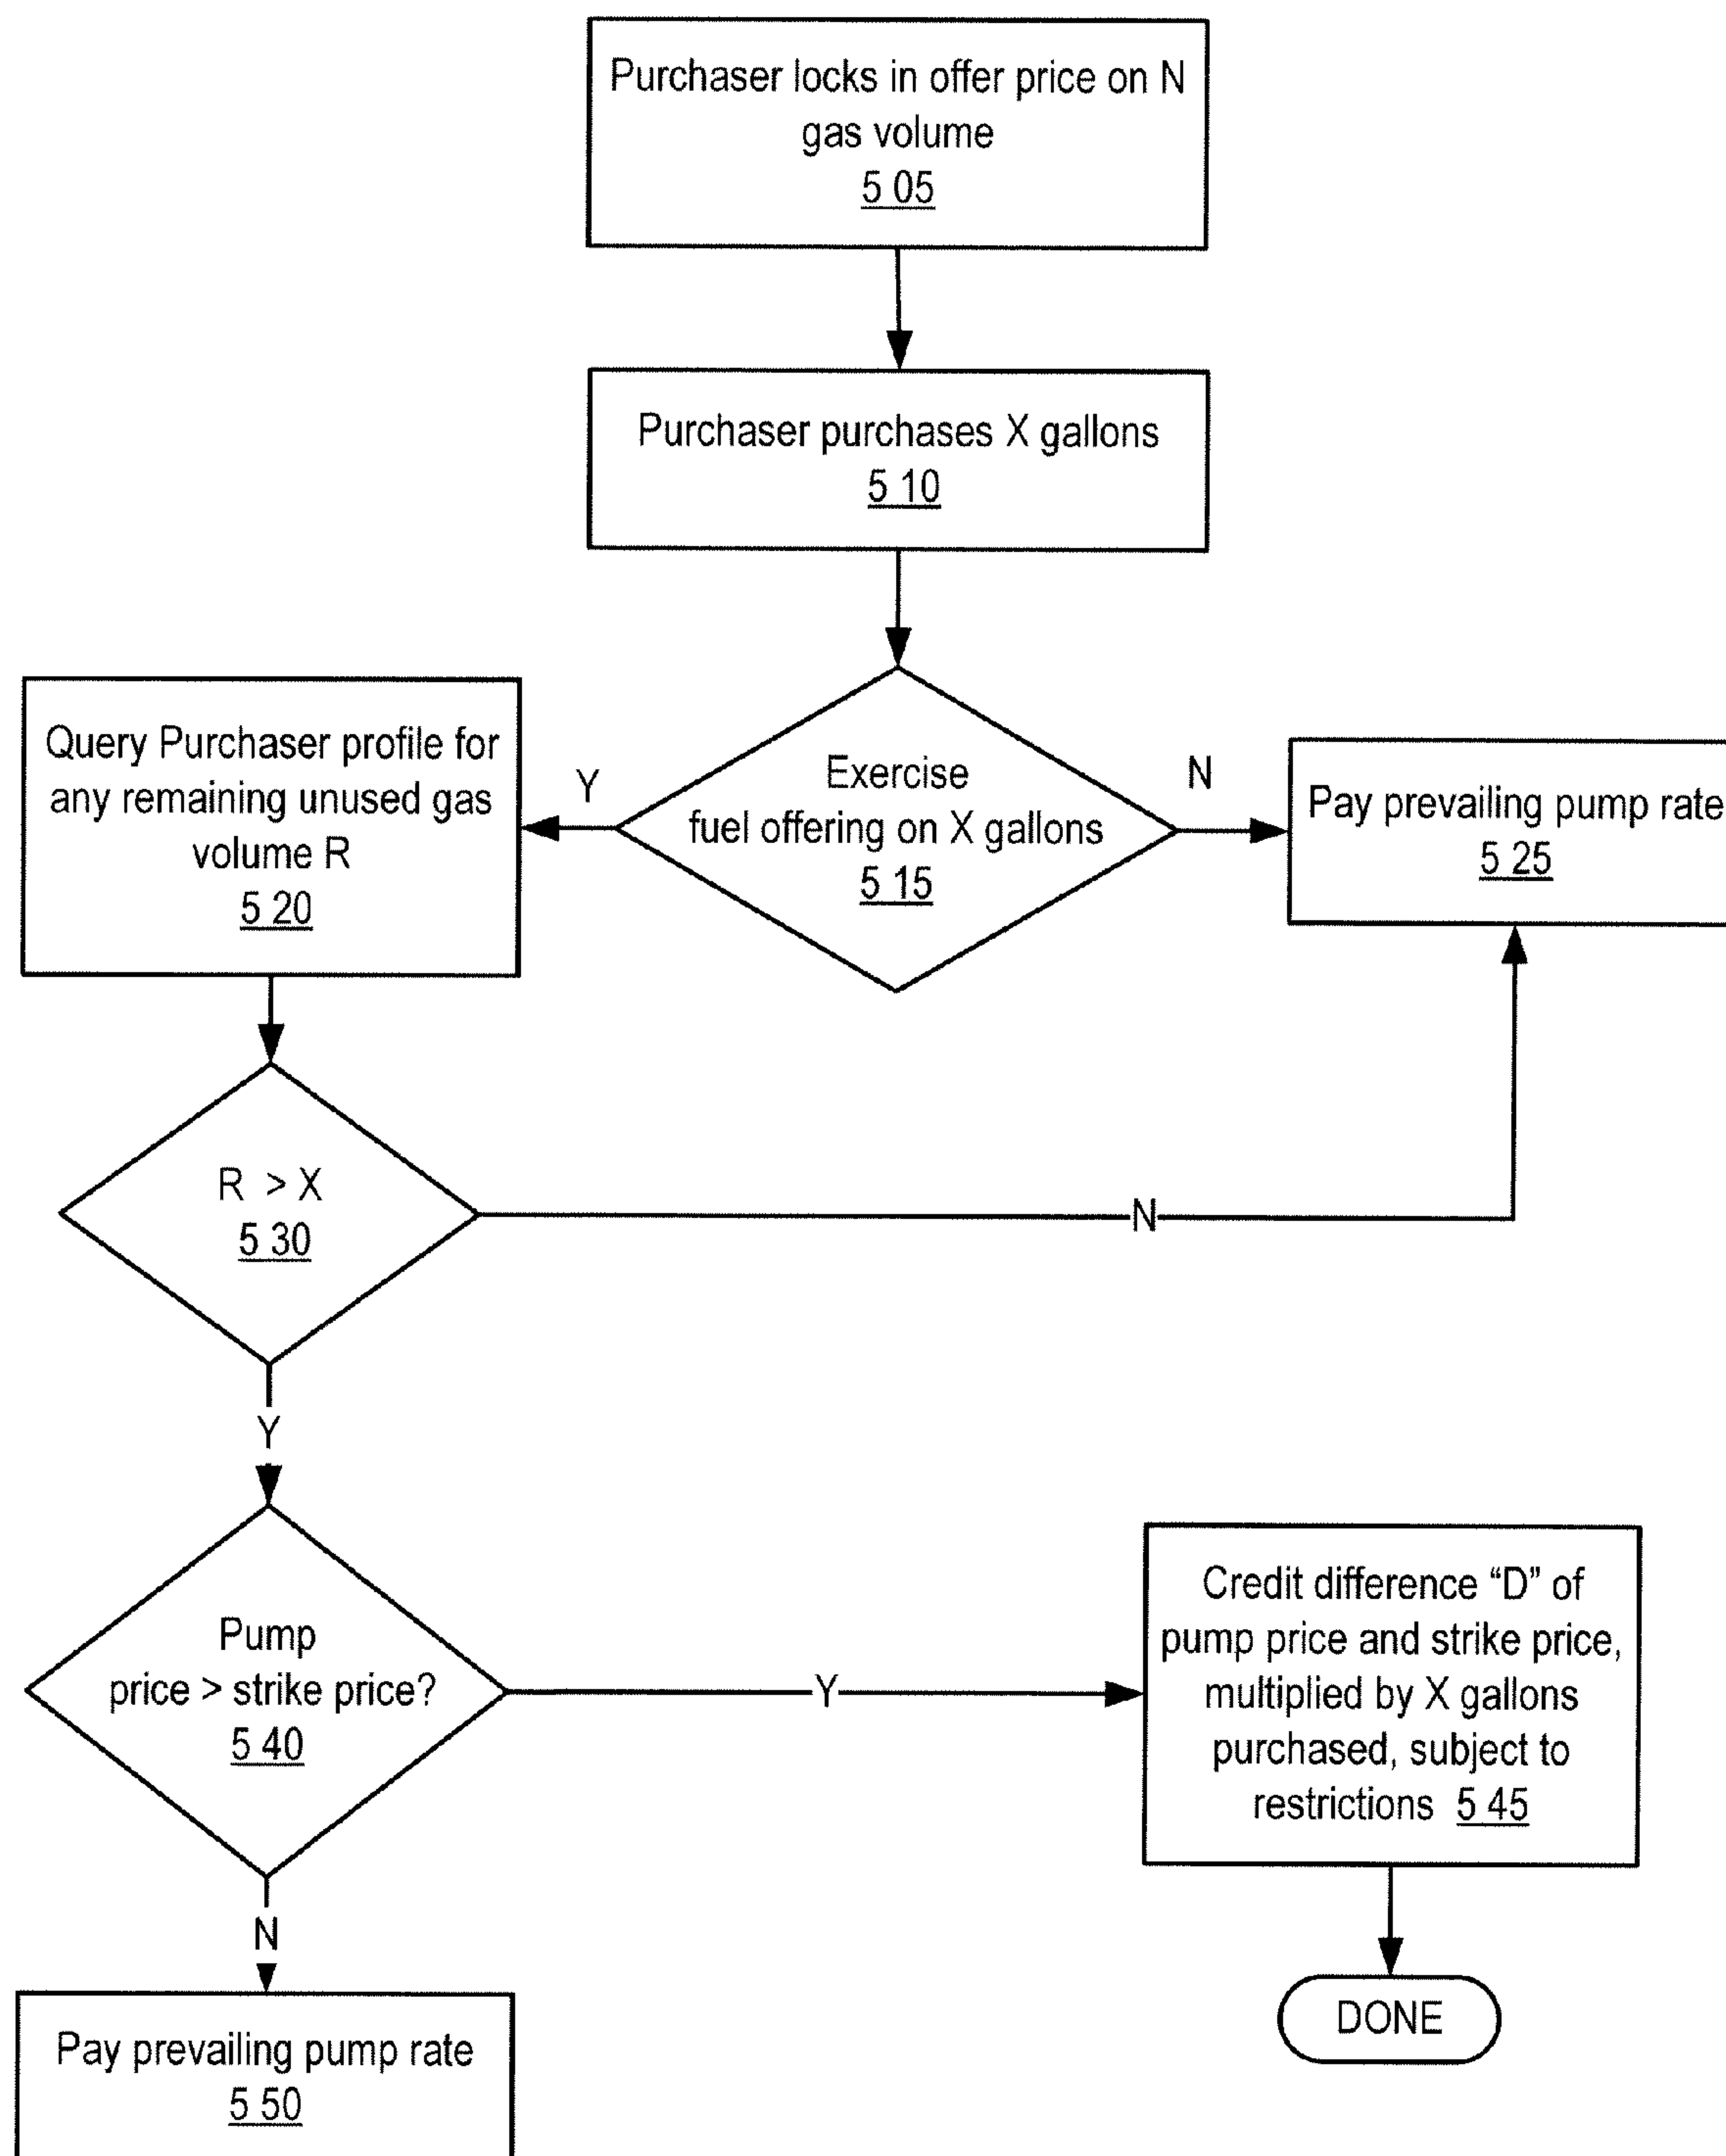 Purchaser locks in offer price on N
gas volume
5 05
Purchaser purchases X gallons
5 10
Exercise
fuel offering on X gallons
5 15
Y
N
Query Purchaser profile for
any remaining unused gas
volume R
5 20
Pay prevailing pump rate
5 25
R > X
5 30
N
Y
Pump
price > strike price?
5 40
Y
Credit difference “D” of
pump price and strike price,
multiplied by X gallons
purchased, subject to
restrictions 5 45
N
DONE
Pay prevailing pump rate
5 50